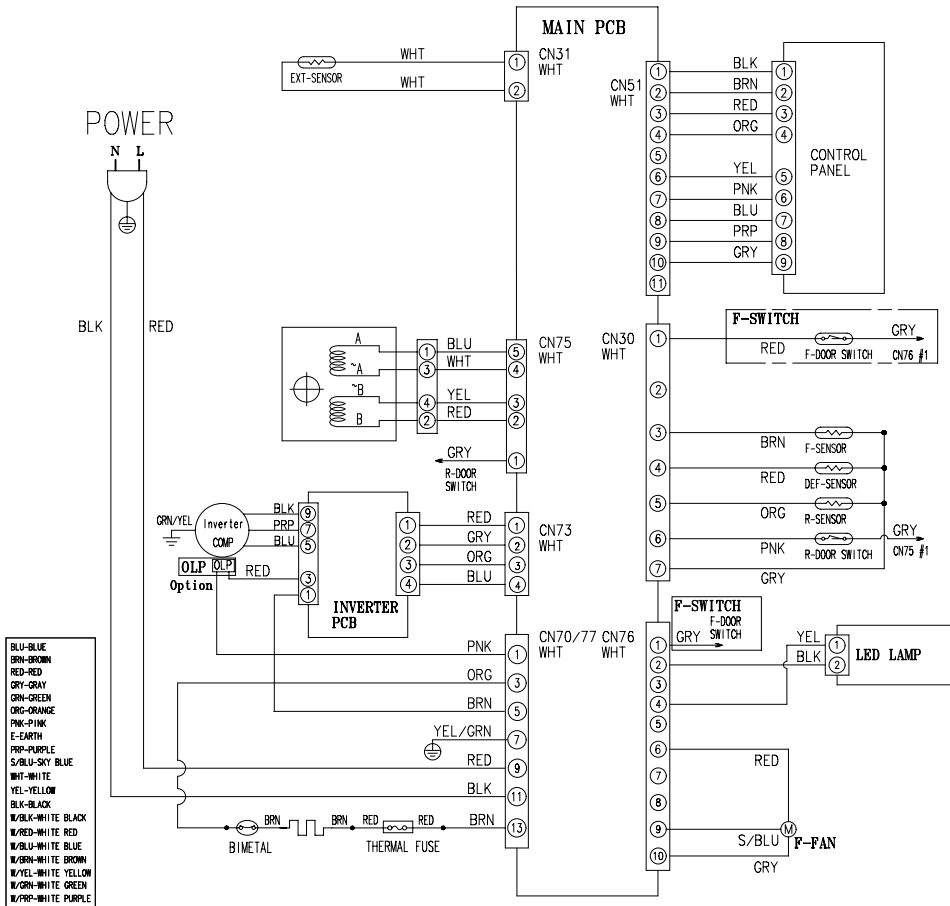 MAIN PCB
WHT
EXT-SENSOR
WHT
1
2
CN31
WHT
CN51
WHT
1
2
3
4
5
6
7
8
9
10
11
BLK
BRN
RED
ORG
YEL
PNK
BLU
PRP
GRY
1
2
3
4
5
6
7
8
9
CONTROL
PANEL
POWER
N L
BLK
RED
A
~A
~B
B
1
3
4
2
BLU
WHT
YEL
RED
5
4
3
2
1
CN75
WHT
GRY
R-DOOR
SWITCH
CN30
WHT
1
2
3
4
5
6
7
F-SWITCH
RED
F-DOOR SWITCH
GRY
CN76 #1
BRN
F-SENSOR
RED
DEF-SENSOR
ORG
R-SENSOR
PNK
R-DOOR SWITCH
GRY
CN75 #1
GRY
GRN/YEL
Inverter
COMP
BLK
PRP
BLU
OLP
OLP
Option
RED
9
7
5
3
1
INVERTER
PCB
1
2
3
4
RED
GRY
ORG
BLU
1
2
3
4
CN73
WHT
CN70/77
WHT
PNK
ORG
BRN
YEL/GRN
RED
BLK
BRN
1
3
5
7
9
11
13
BIMETAL
BRN
BRN
RED
THERMAL FUSE
RED
CN76
WHT
1
2
3
4
5
6
7
8
9
10
F-SWITCH
F-DOOR
SWITCH
GRY
YEL
BLK
1
2
LED LAMP
RED
S/BLU
GRY
M
F-FAN
BLU-BLUE
BRN-BROWN
RED-RED
GRY-GRAY
GRN-GREEN
ORG-ORANGE
PNK-PINK
E-EARTH
PRP-PURPLE
S/BLU-SKY BLUE
WHT-WHITE
YEL-YELLOW
BLK-BLACK
W/BLK-WHITE BLACK
W/RED-WHITE RED
W/BLU-WHITE BLUE
W/BRN-WHITE BROWN
W/YEL-WHITE YELLOW
W/GRN-WHITE GREEN
W/PRP-WHITE PURPLE